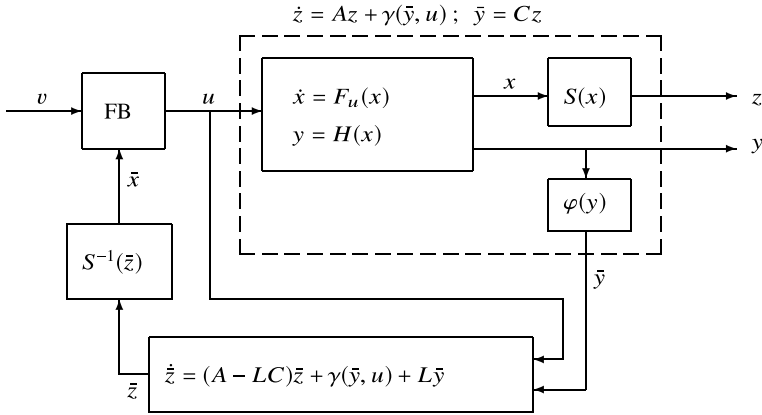 ż = Az + γ(ȳ, u) ; ȳ = Cz
v
FB
u
ẋ = F_u(x)
y = H(x)
x
S(x)
z
y
φ(y)
x̄
S⁻¹(z̄)
ȳ
z̄
z̄̇ = (A − LC)z̄ + γ(ȳ, u) + Lȳ